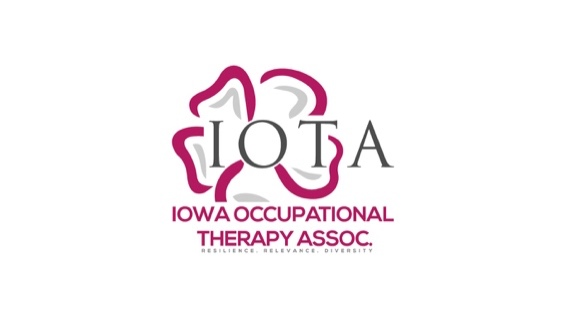 IOTA
IOWA OCCUPATIONAL
THERAPY ASSOC.
RESILIENCE. RELEVANCE. DIVERSITY